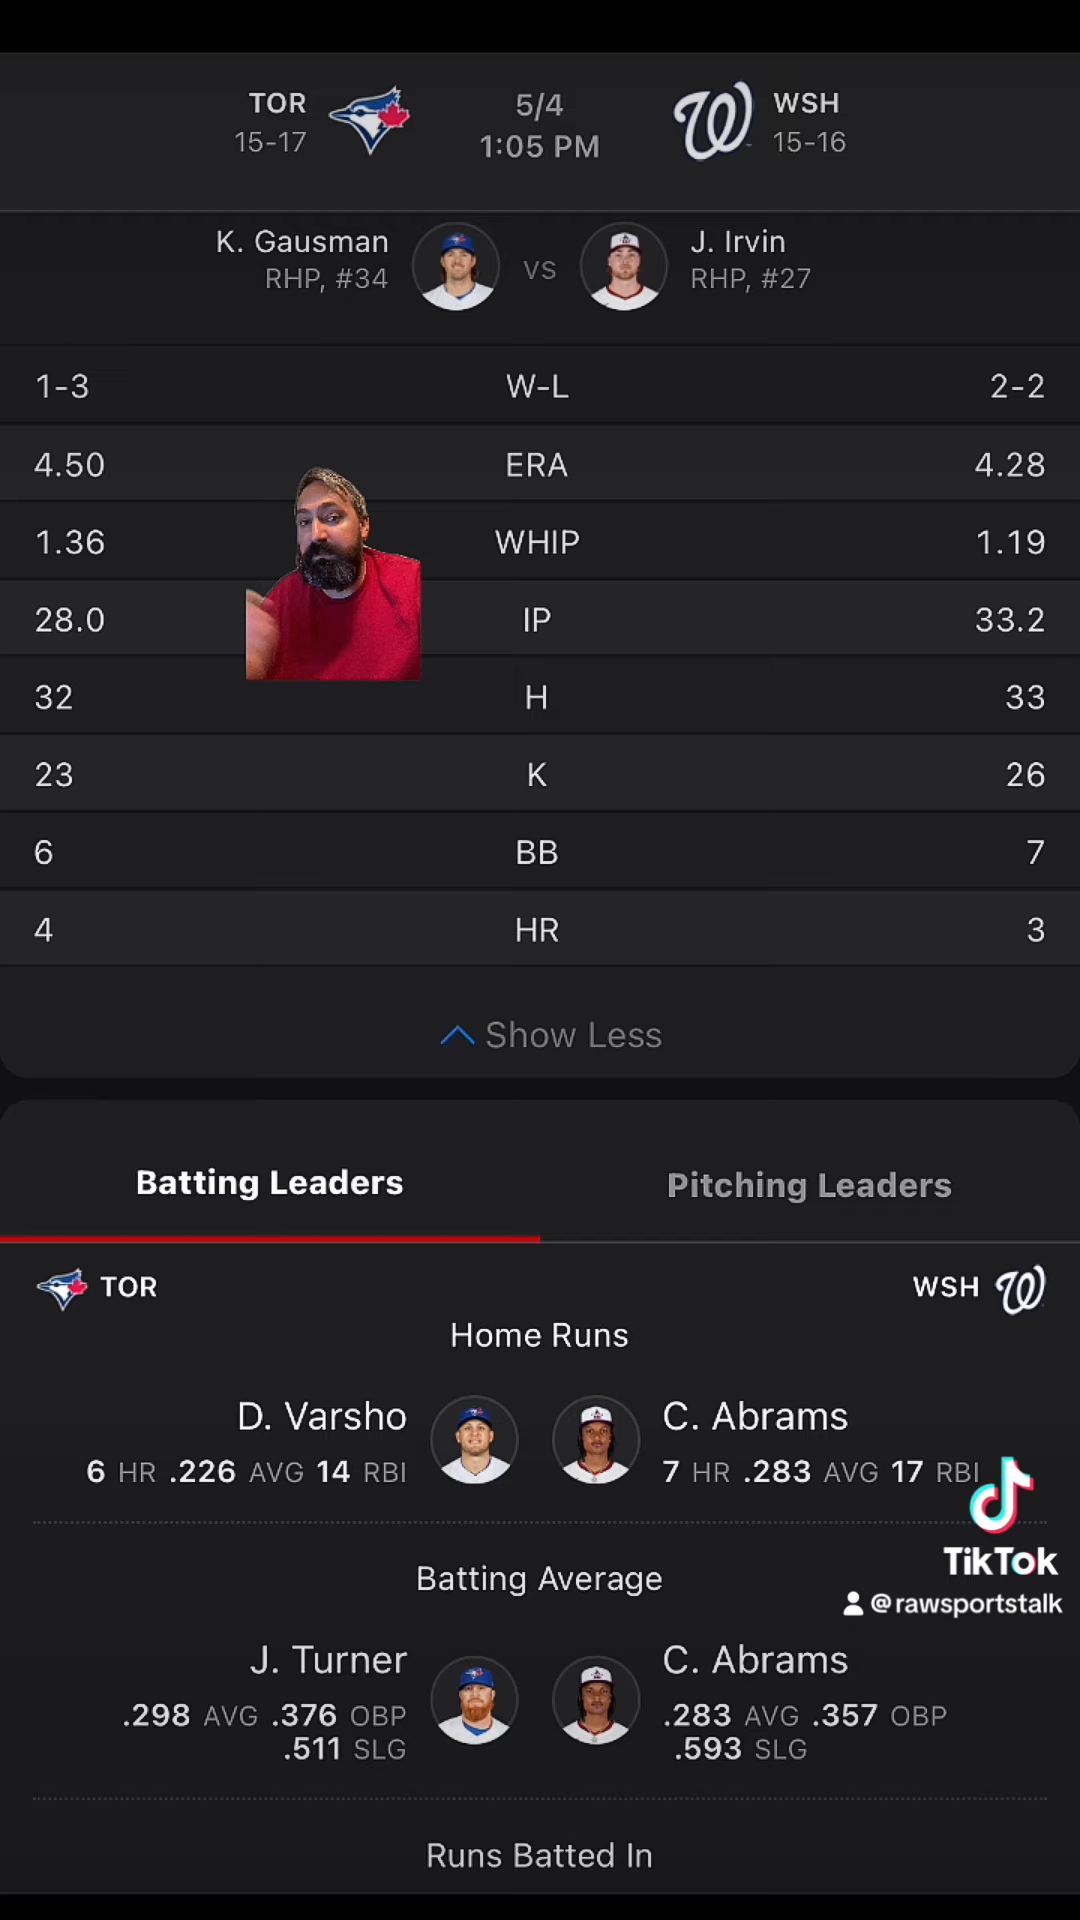 TOR
15-17
5/4
1:05 PM
WSH
15-16
K. Gausman
RHP, #34
vs
J. Irvin
RHP, #27
1-3 W-L 2-2
4.50 ERA 4.28
1.36 WHIP 1.19
28.0 IP 33.2
32 H 33
23 K 26
6 BB 7
4 HR 3
Show Less
Batting Leaders
Pitching Leaders
TOR
WSH
Home Runs
D. Varsho
6 HR .226 AVG 14 RBI
C. Abrams
7 HR .283 AVG 17 RBI
TikTok
@rawsportstalk
Batting Average
J. Turner
.298 AVG .376 OBP
.511 SLG
C. Abrams
.283 AVG .357 OBP
.593 SLG
Runs Batted In